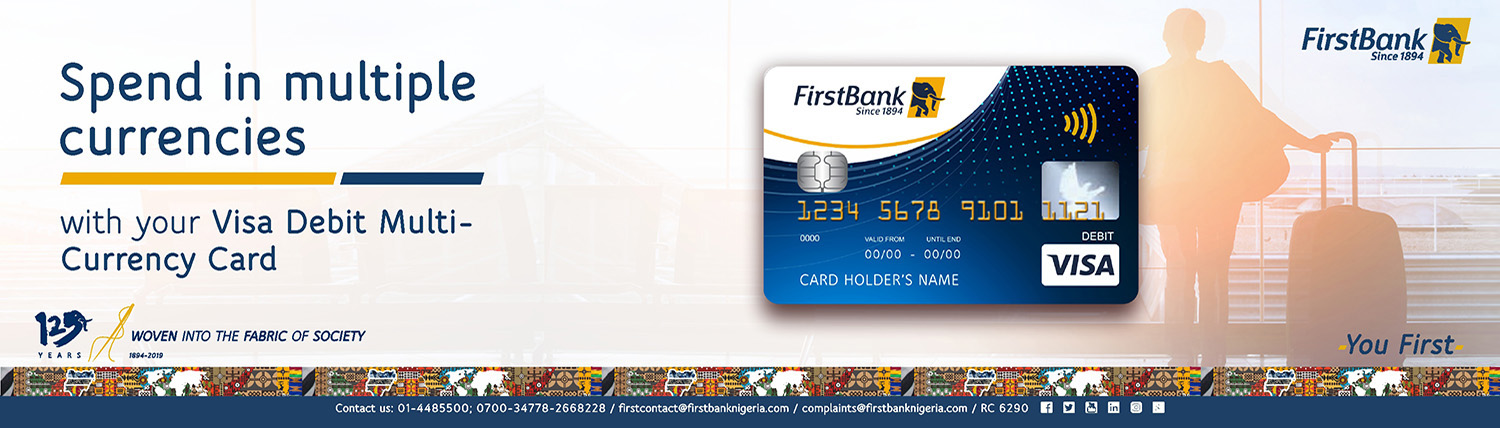 Spend in multiple
currencies
with your Visa Debit Multi-
Currency Card
125
YEARS
1894-2019
WOVEN INTO THE FABRIC OF SOCIETY
FirstBank
Since 1894
1234 5678 9101 1121
0000
VALID FROM UNTIL END
00/00 - 00/00
CARD HOLDER'S NAME
DEBIT
VISA
FirstBank
Since 1894
You First
Contact us: 01-4485500; 0700-34778-2668228 / firstcontact@firstbanknigeria.com / complaints@firstbanknigeria.com / RC 6290